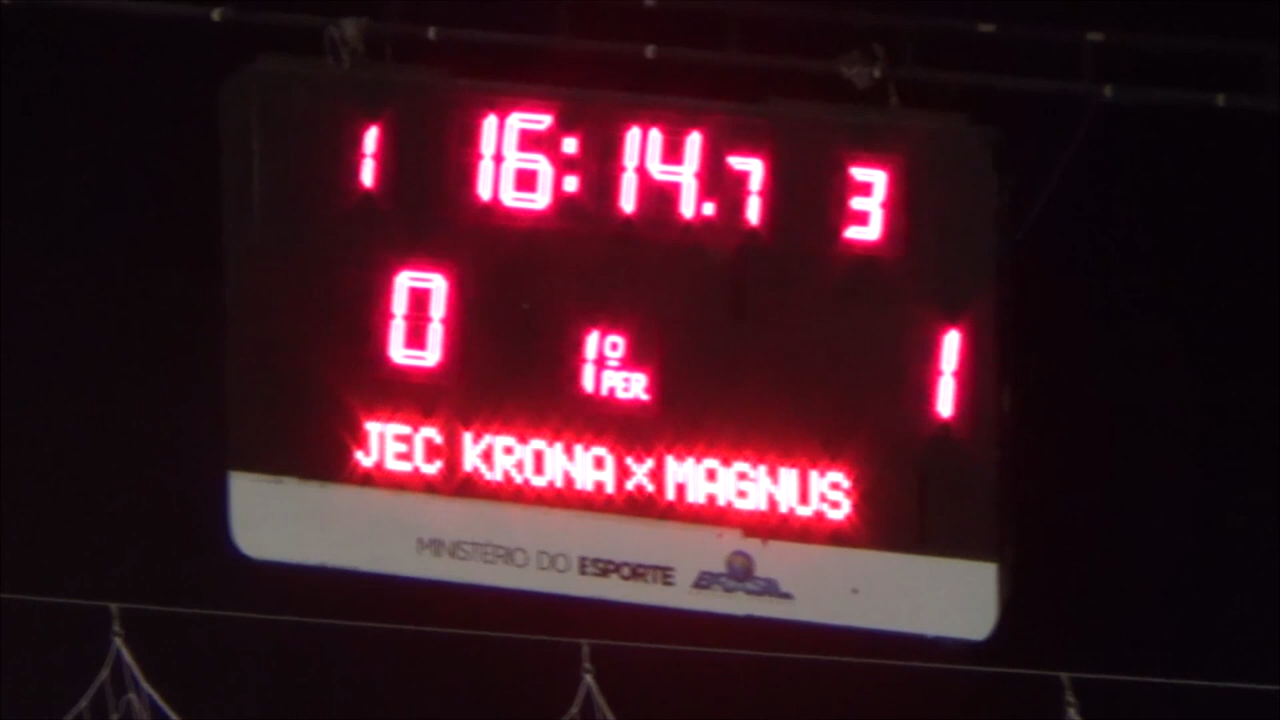 1 16:14.7 3
0 1º PER. 1
JEC KRONA X MAGNUS
MINISTÉRIO DO ESPORTE BRASIL